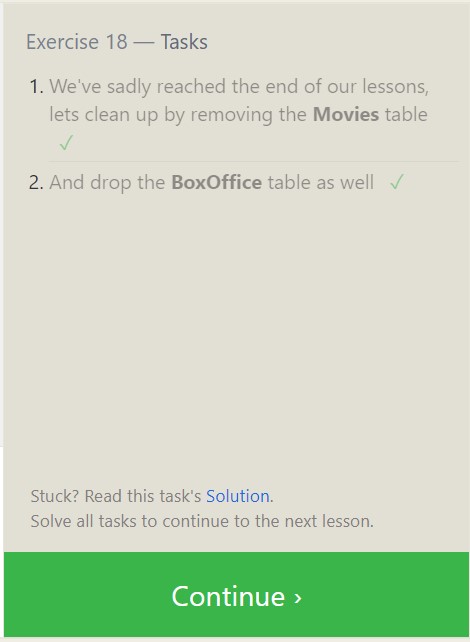 Exercise 18 — Tasks
1. We've sadly reached the end of our lessons,
lets clean up by removing the Movies table
✓
2. And drop the BoxOffice table as well ✓
Stuck? Read this task's Solution.
Solve all tasks to continue to the next lesson.
Continue ›